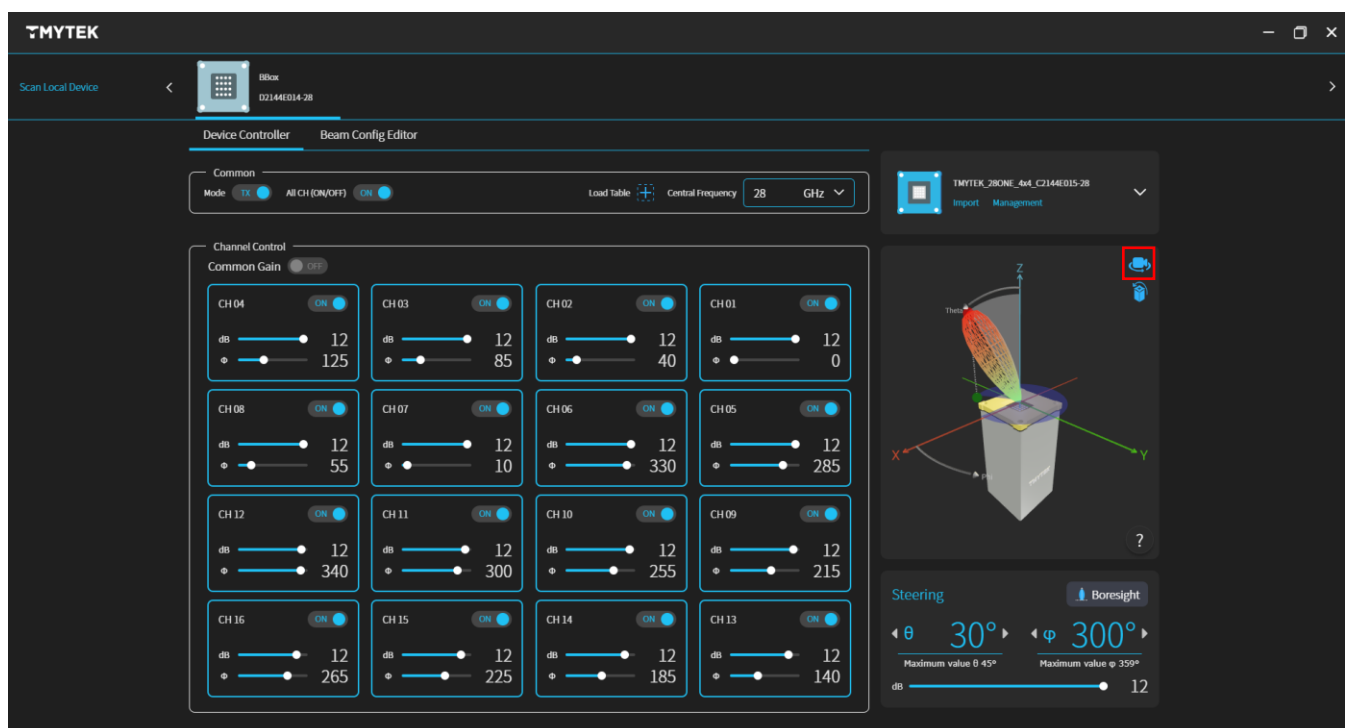 TMYTEK
Scan Local Device
BBox
D2144E014-28
Device Controller Beam Config Editor
Common
Mode TX All CH (ON/OFF) ON Load Table Central Frequency 28 GHz
TMYTEK_28ONE_4x4_C2144E015-28
Import Management
Channel Control
Common Gain OFF
CH 04 ON CH 03 ON CH 02 ON CH 01 ON
dB 12 dB 12 dB 12 dB 12
Φ 125 Φ 85 Φ 40 Φ 0
CH 08 ON CH 07 ON CH 06 ON CH 05 ON
dB 12 dB 12 dB 12 dB 12
Φ 55 Φ 10 Φ 330 Φ 285
CH 12 ON CH 11 ON CH 10 ON CH 09 ON
dB 12 dB 12 dB 12 dB 12
Φ 340 Φ 300 Φ 255 Φ 215
CH 16 ON CH 15 ON CH 14 ON CH 13 ON
dB 12 dB 12 dB 12 dB 12
Φ 265 Φ 225 Φ 185 Φ 140
Z
Theta
X
Y
Phi
TMYTEK
?
Steering Boresight
θ 30° φ 300°
Maximum value θ 45° Maximum value φ 359°
dB 12